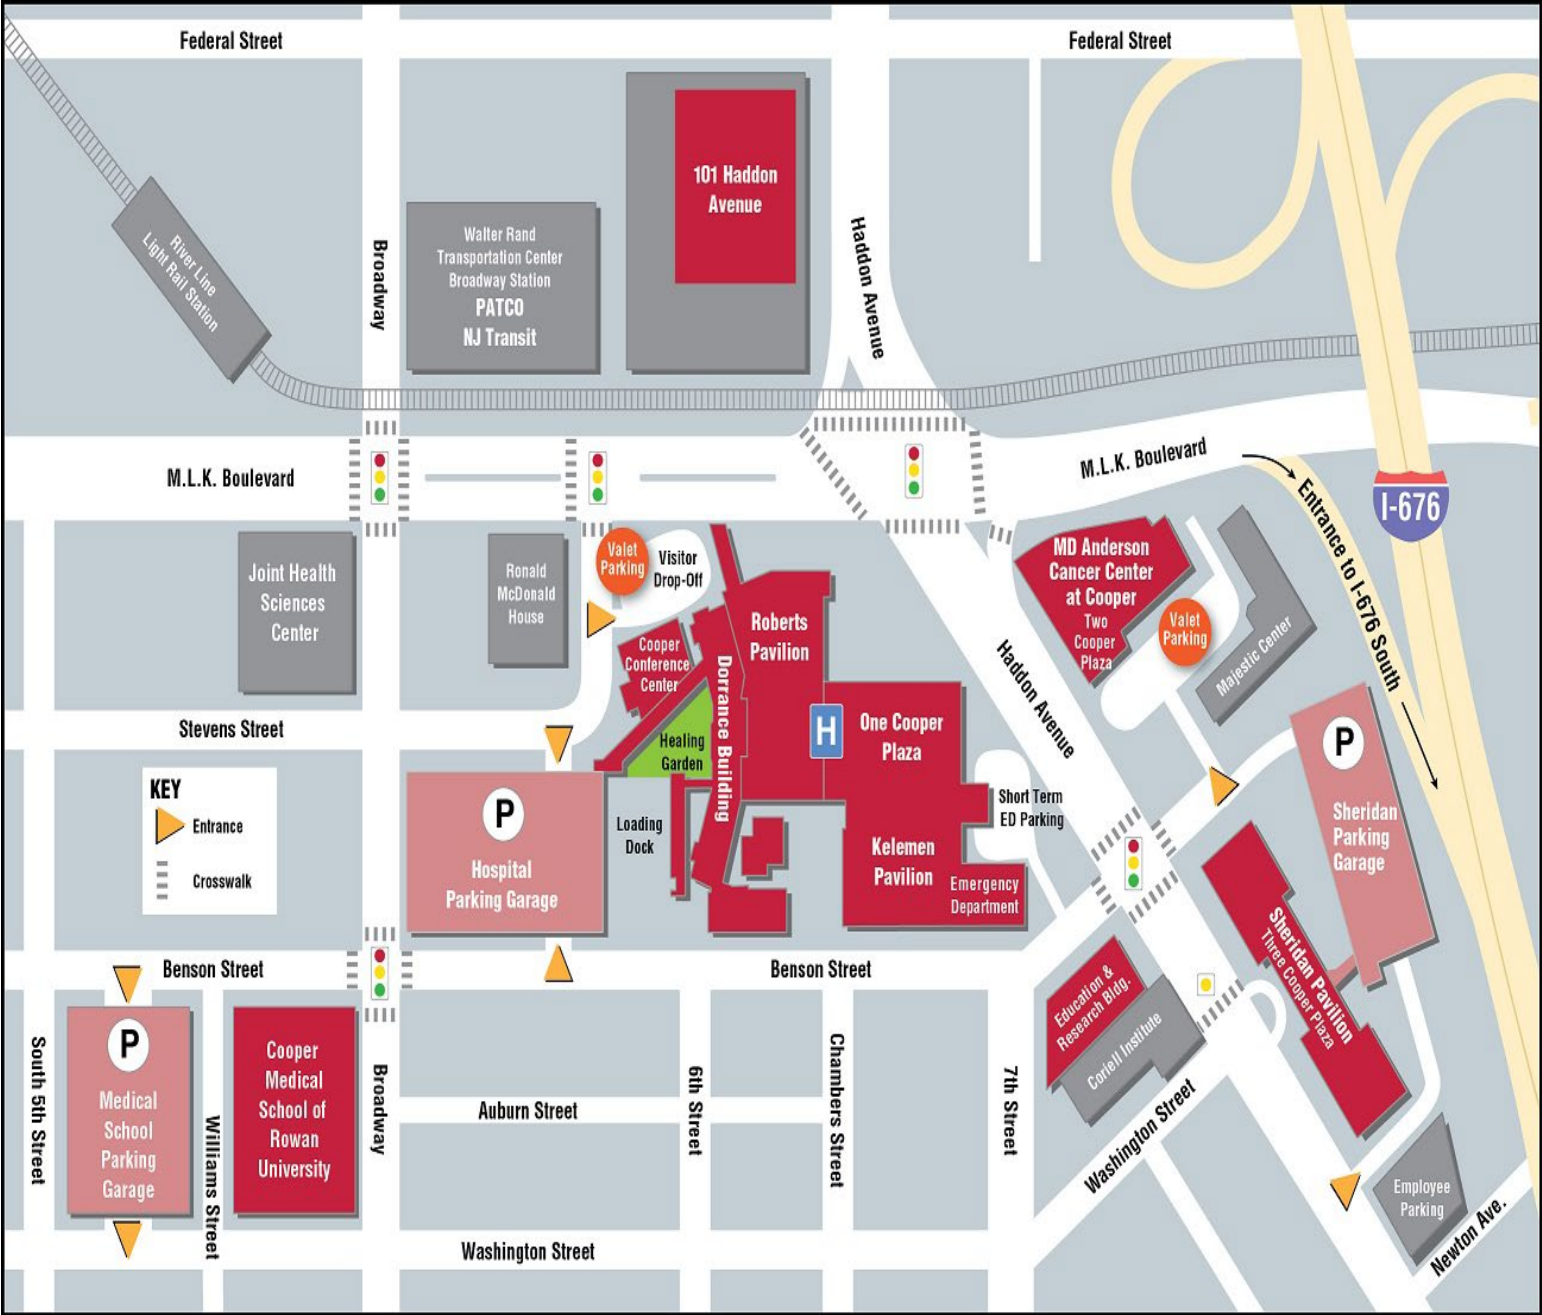 Federal Street
Federal Street
101 Haddon
Avenue
River Line
Light Rail Station
Broadway
Walter Rand
Transportation Center
Broadway Station
PATCO
NJ Transit
Haddon Avenue
M.L.K. Boulevard
M.L.K. Boulevard
Entrance to I-676 South
I-676
Joint Health
Sciences
Center
Ronald
McDonald
House
Valet
Parking
Visitor
Drop-Off
Roberts
Pavilion
Cooper
Conference
Center
Dorrance Building
Healing
Garden
H
One Cooper
Plaza
MD Anderson
Cancer Center
at Cooper
Two
Cooper
Plaza
Valet
Parking
Majestic Center
Haddon Avenue
Stevens Street
KEY
Entrance
Crosswalk
P
Hospital
Parking Garage
Loading
Dock
Short Term
ED Parking
Kelemen
Pavilion
Emergency
Department
P
Sheridan
Parking
Garage
Sheridan Pavilion
Three Cooper Plaza
Benson Street
Benson Street
Education &
Research Bldg.
Coriell Institute
South 5th Street
P
Medical
School
Parking
Garage
Williams Street
Cooper
Medical
School of
Rowan
University
Broadway
Auburn Street
6th Street
Chambers Street
7th Street
Washington Street
Washington Street
Employee
Parking
Newton Ave.